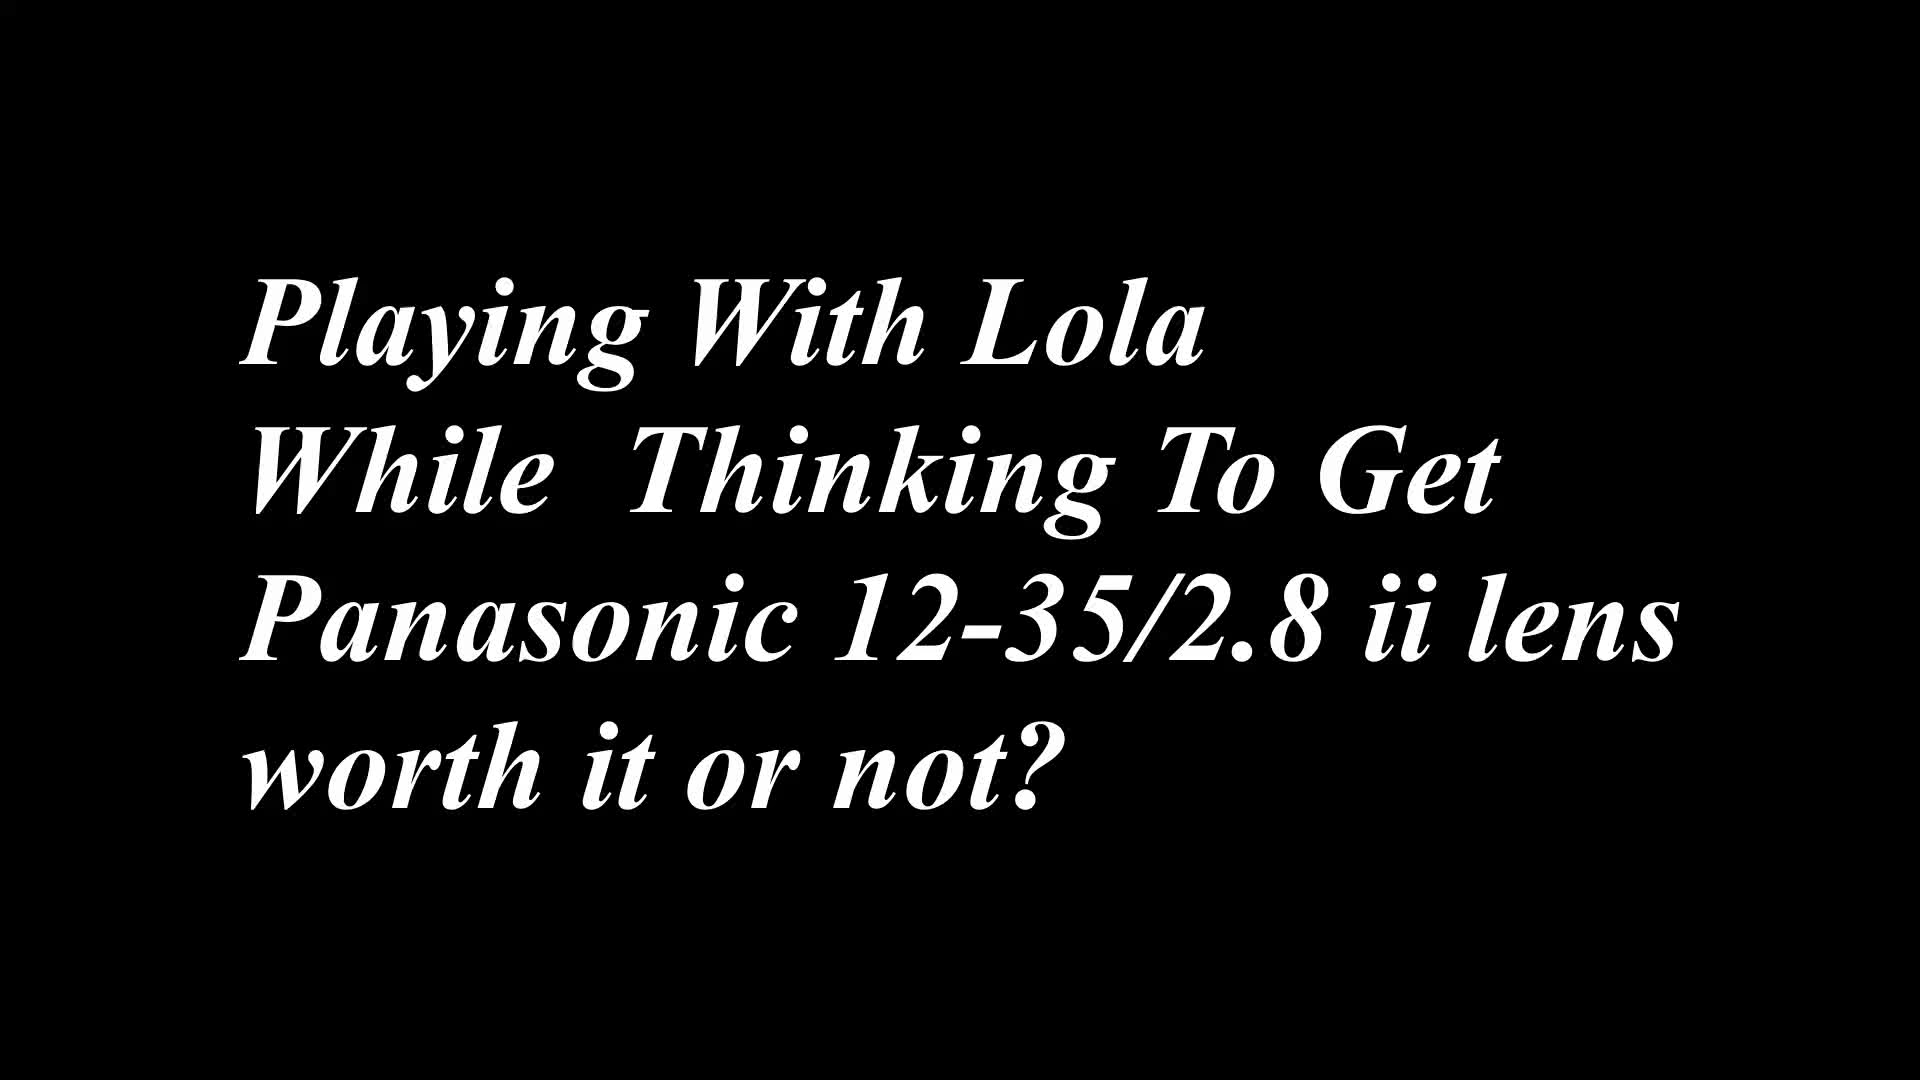 Playing With Lola
While  Thinking To Get
Panasonic 12-35/2.8 ii lens
worth it or not?